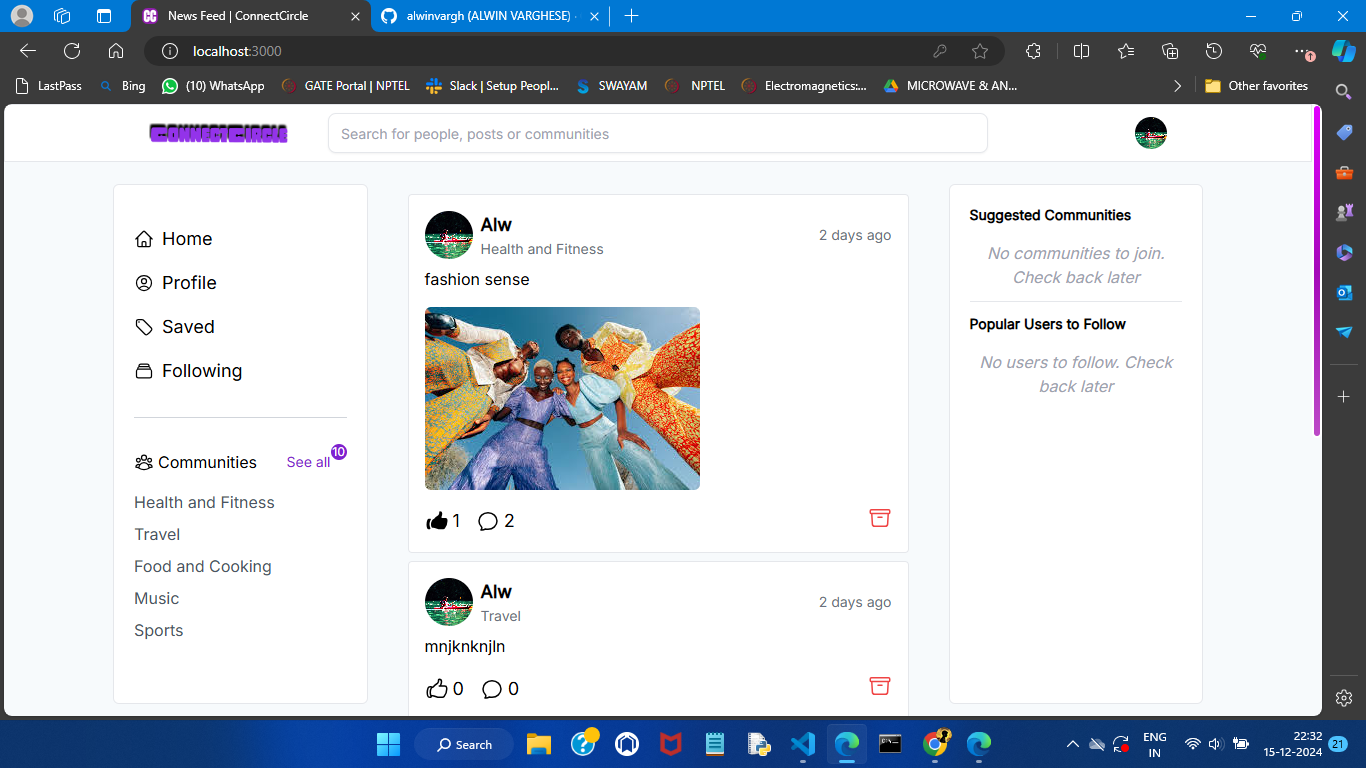 News Feed | ConnectCircle
alwinvargh (ALWIN VARGHESE) ·
localhost:3000
LastPass
Bing
(10) WhatsApp
GATE Portal | NPTEL
Slack | Setup Peopl...
SWAYAM
NPTEL
Electromagnetics:...
MICROWAVE & AN...
Other favorites
CONNECTCIRCLE
Search for people, posts or communities
Home
Profile
Saved
Following
Communities
See all
10
Health and Fitness
Travel
Food and Cooking
Music
Sports
Alw
Health and Fitness
2 days ago
fashion sense
1
2
Alw
Travel
2 days ago
mnjknknjln
0
0
Suggested Communities
No communities to join.
Check back later
Popular Users to Follow
No users to follow. Check
back later
Search
ENG
IN
22:32
15-12-2024
21